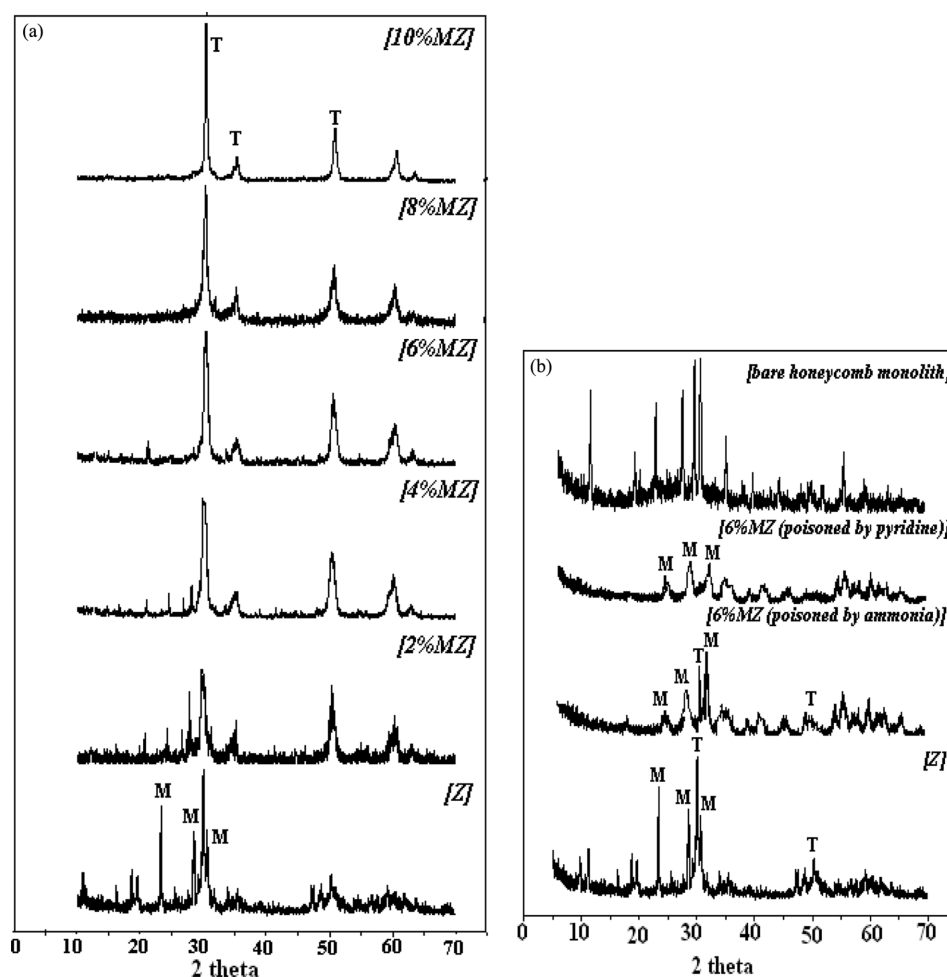 (a)
[10%MZ]
T
T
T
[8%MZ]
[6%MZ]
[4%MZ]
[2%MZ]
[Z]
M
M
M
0 10 20 30 40 50 60 70
2 theta
(b)
[bare honeycomb monolith]
[6%MZ (poisoned by pyridine)]
M
M
M
[6%MZ (poisoned by ammonia)]
M
M
T
M
T
[Z]
M
M
T
M
T
0 10 20 30 40 50 60 70
2 theta